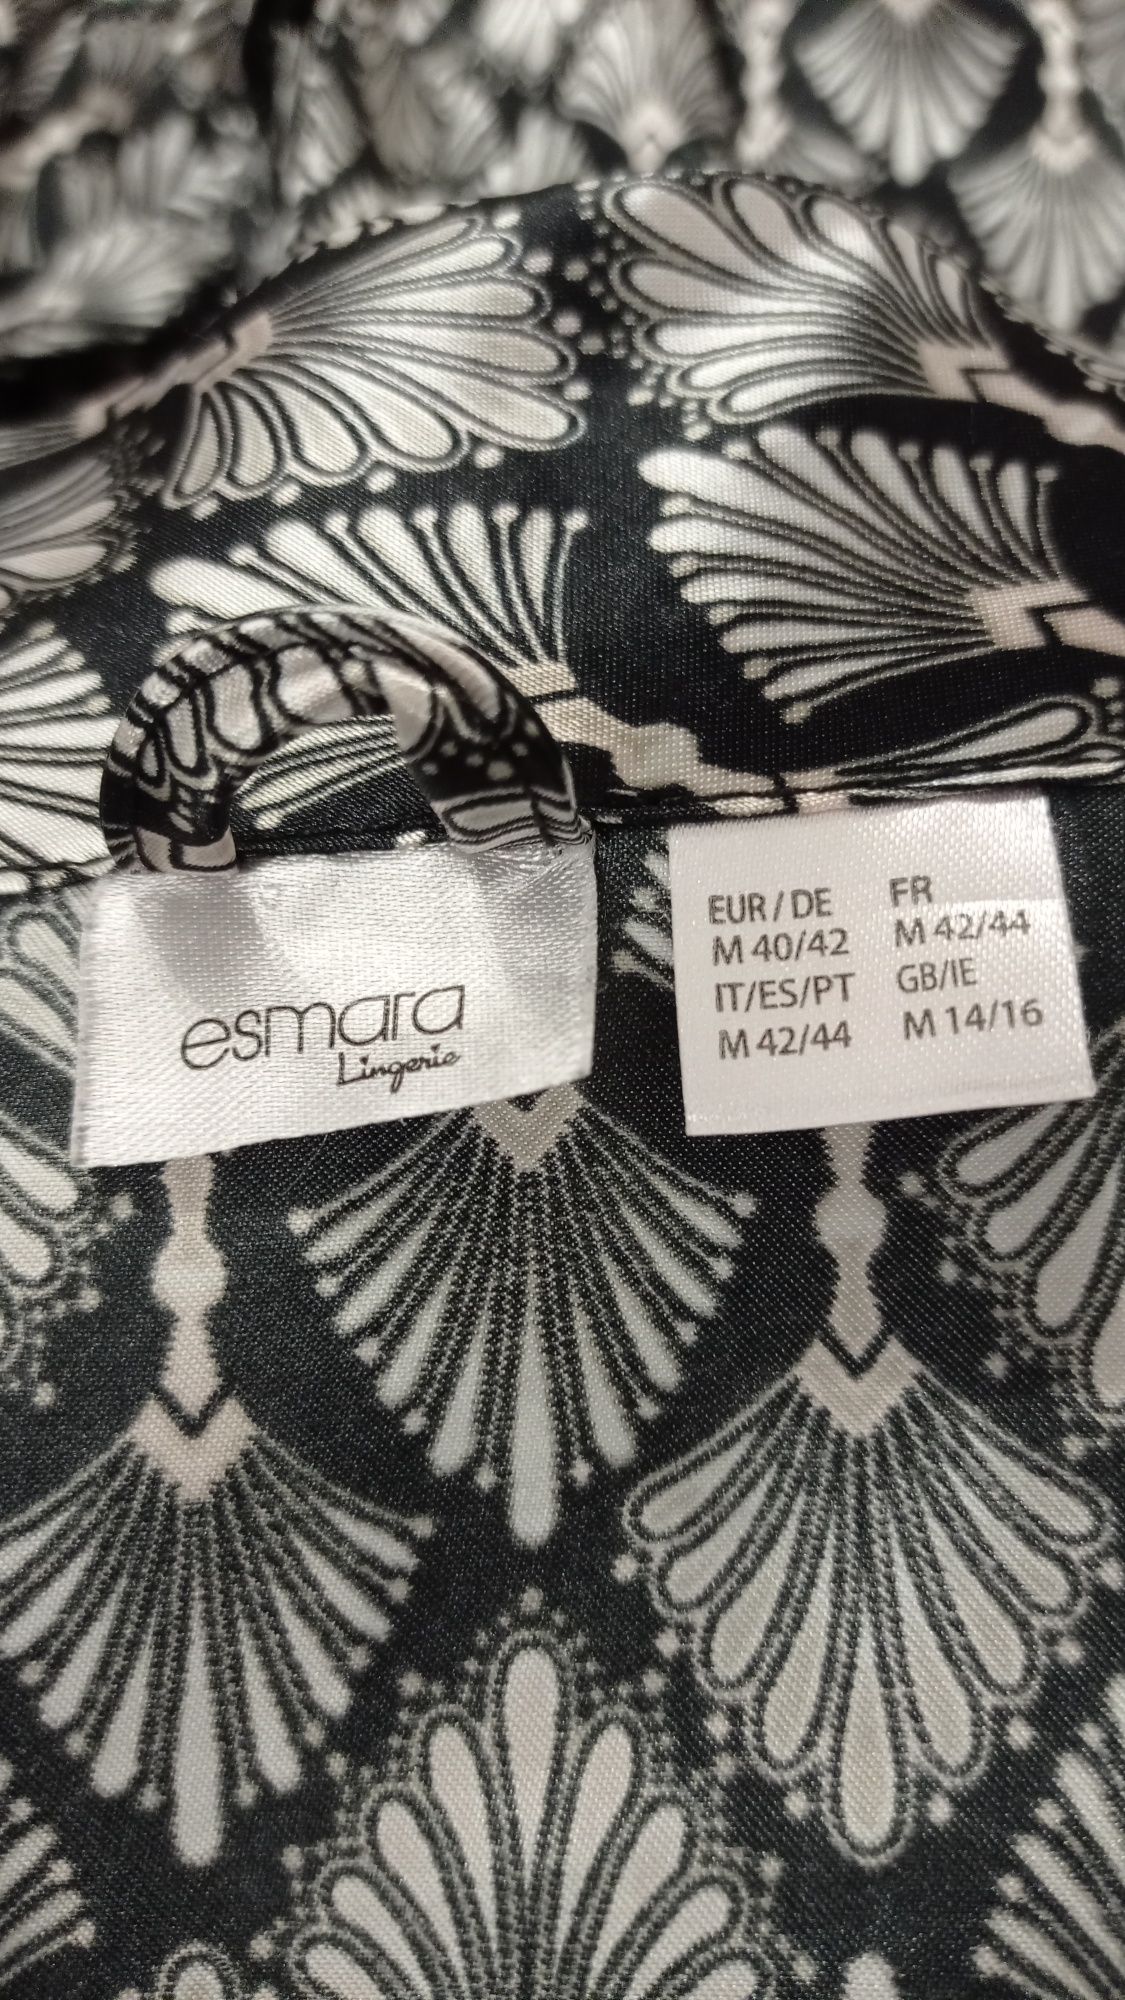 esmara
Lingerie
EUR / DE FR
M 40/42 M 42/44
IT/ES/PT GB/IE
M 42/44 M 14/16